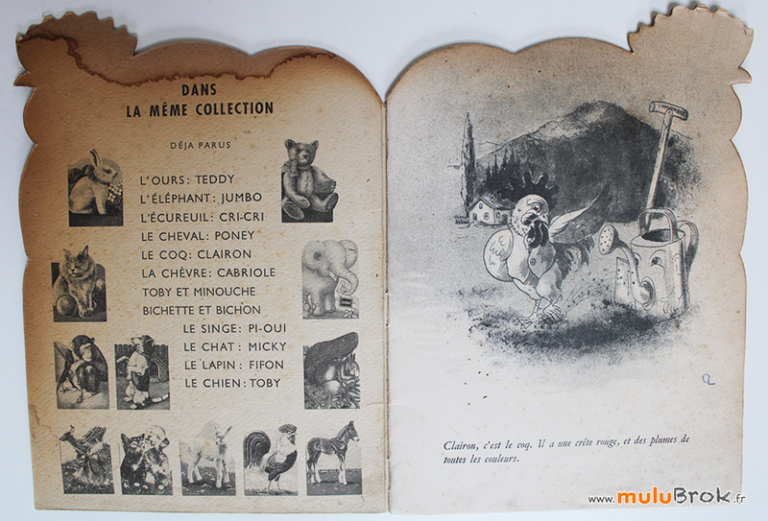 DANS
LA MÊME COLLECTION
DÉJA PARUS
L'OURS: TEDDY
L'ÉLÉPHANT: JUMBO
L'ÉCUREUIL: CRI-CRI
LE CHEVAL: PONEY
LE COQ: CLAIRON
LA CHÈVRE: CABRIOLE
TOBY ET MINOUCHE
BICHETTE ET BICHON
LE SINGE: PI-OUI
LE CHAT: MICKY
LE LAPIN: FIFON
LE CHIEN: TOBY
Clairon, c'est le coq. Il a une crête rouge, et des plumes de
toutes les couleurs.
www.muluBrok.fr